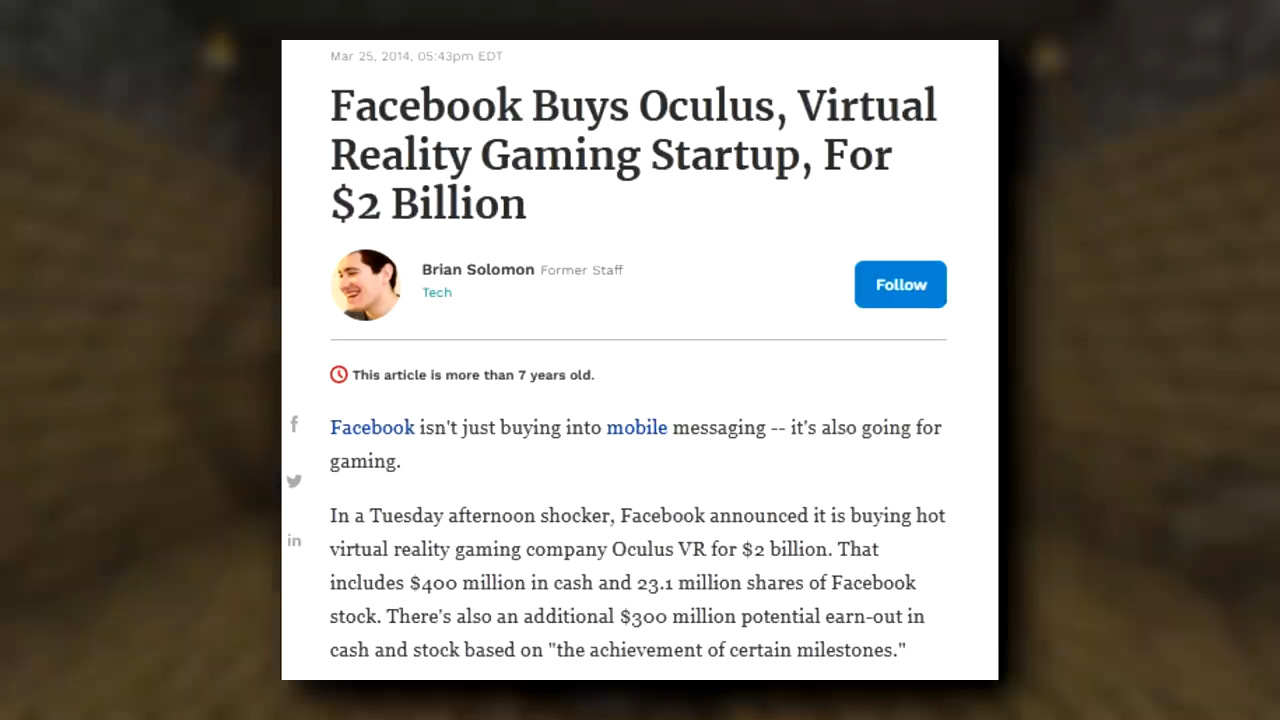 Mar 25, 2014, 05:43pm EDT
Facebook Buys Oculus, Virtual
Reality Gaming Startup, For
$2 Billion
Brian Solomon Former Staff
Tech
Follow
This article is more than 7 years old.
Facebook isn't just buying into mobile messaging -- it's also going for
gaming.
In a Tuesday afternoon shocker, Facebook announced it is buying hot
virtual reality gaming company Oculus VR for $2 billion. That
includes $400 million in cash and 23.1 million shares of Facebook
stock. There's also an additional $300 million potential earn-out in
cash and stock based on "the achievement of certain milestones."